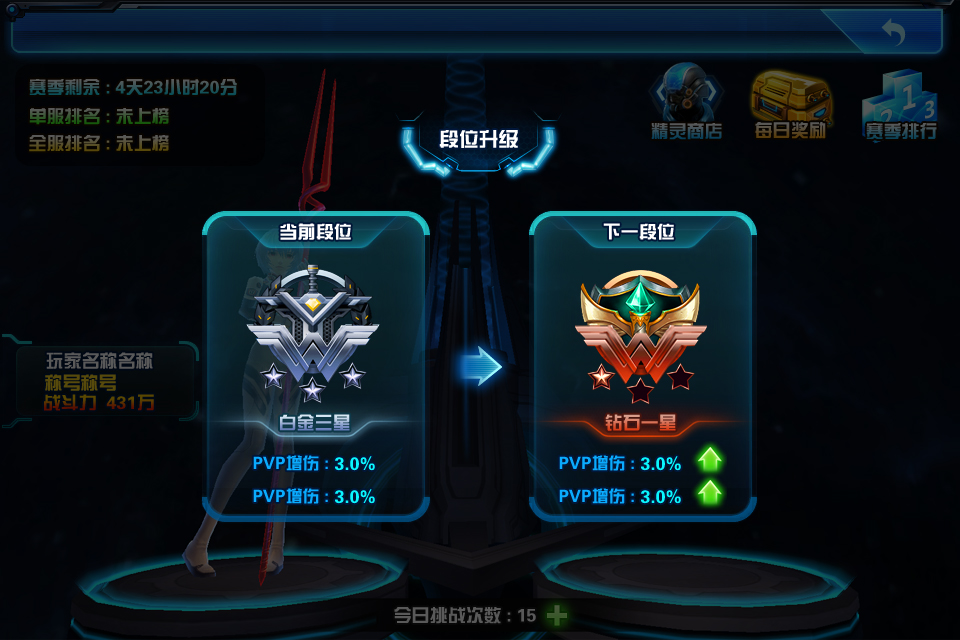 赛季剩余：4天23小时20分
单服排名：未上榜
全服排名：未上榜
精灵商店
每日奖励
1
2
3
赛季排行
段位升级
当前段位
下一段位
玩家名称名称
称号称号
战斗力 431万
白金三星
钻石一星
PVP增伤：3.0%
PVP增伤：3.0%
PVP增伤：3.0%
PVP增伤：3.0%
今日挑战次数：15